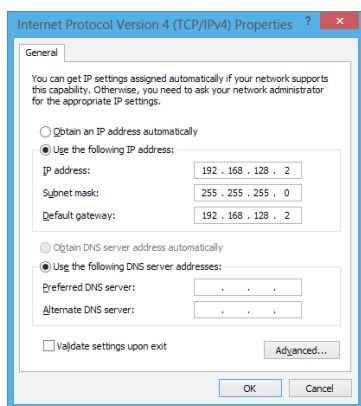 Internet Protocol Version 4 (TCP/IPv4) Properties ? ×
General
You can get IP settings assigned automatically if your network supports
this capability. Otherwise, you need to ask your network administrator
for the appropriate IP settings.
Obtain an IP address automatically
Use the following IP address:
IP address: 192 . 168 . 128 . 2
Subnet mask: 255 . 255 . 255 . 0
Default gateway: 192 . 168 . 128 . 2
Obtain DNS server address automatically
Use the following DNS server addresses:
Preferred DNS server: . . .
Alternate DNS server: . . .
Validate settings upon exit
Advanced...
OK Cancel